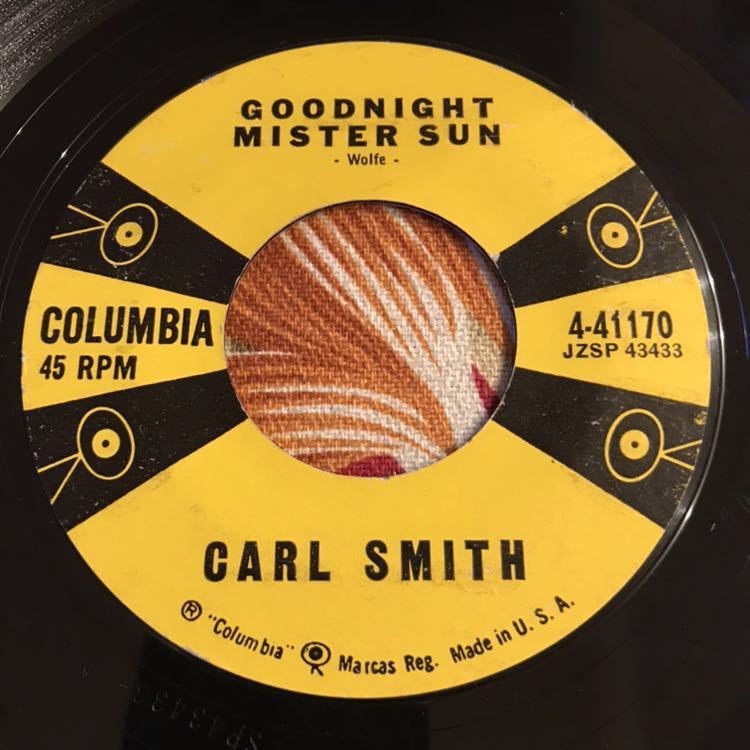 GOODNIGHT
MISTER SUN
- Wolfe -
COLUMBIA
45 RPM
4-41170
JZSP 43433
CARL SMITH
® "Columbia" Marcas Reg. Made in U. S. A.